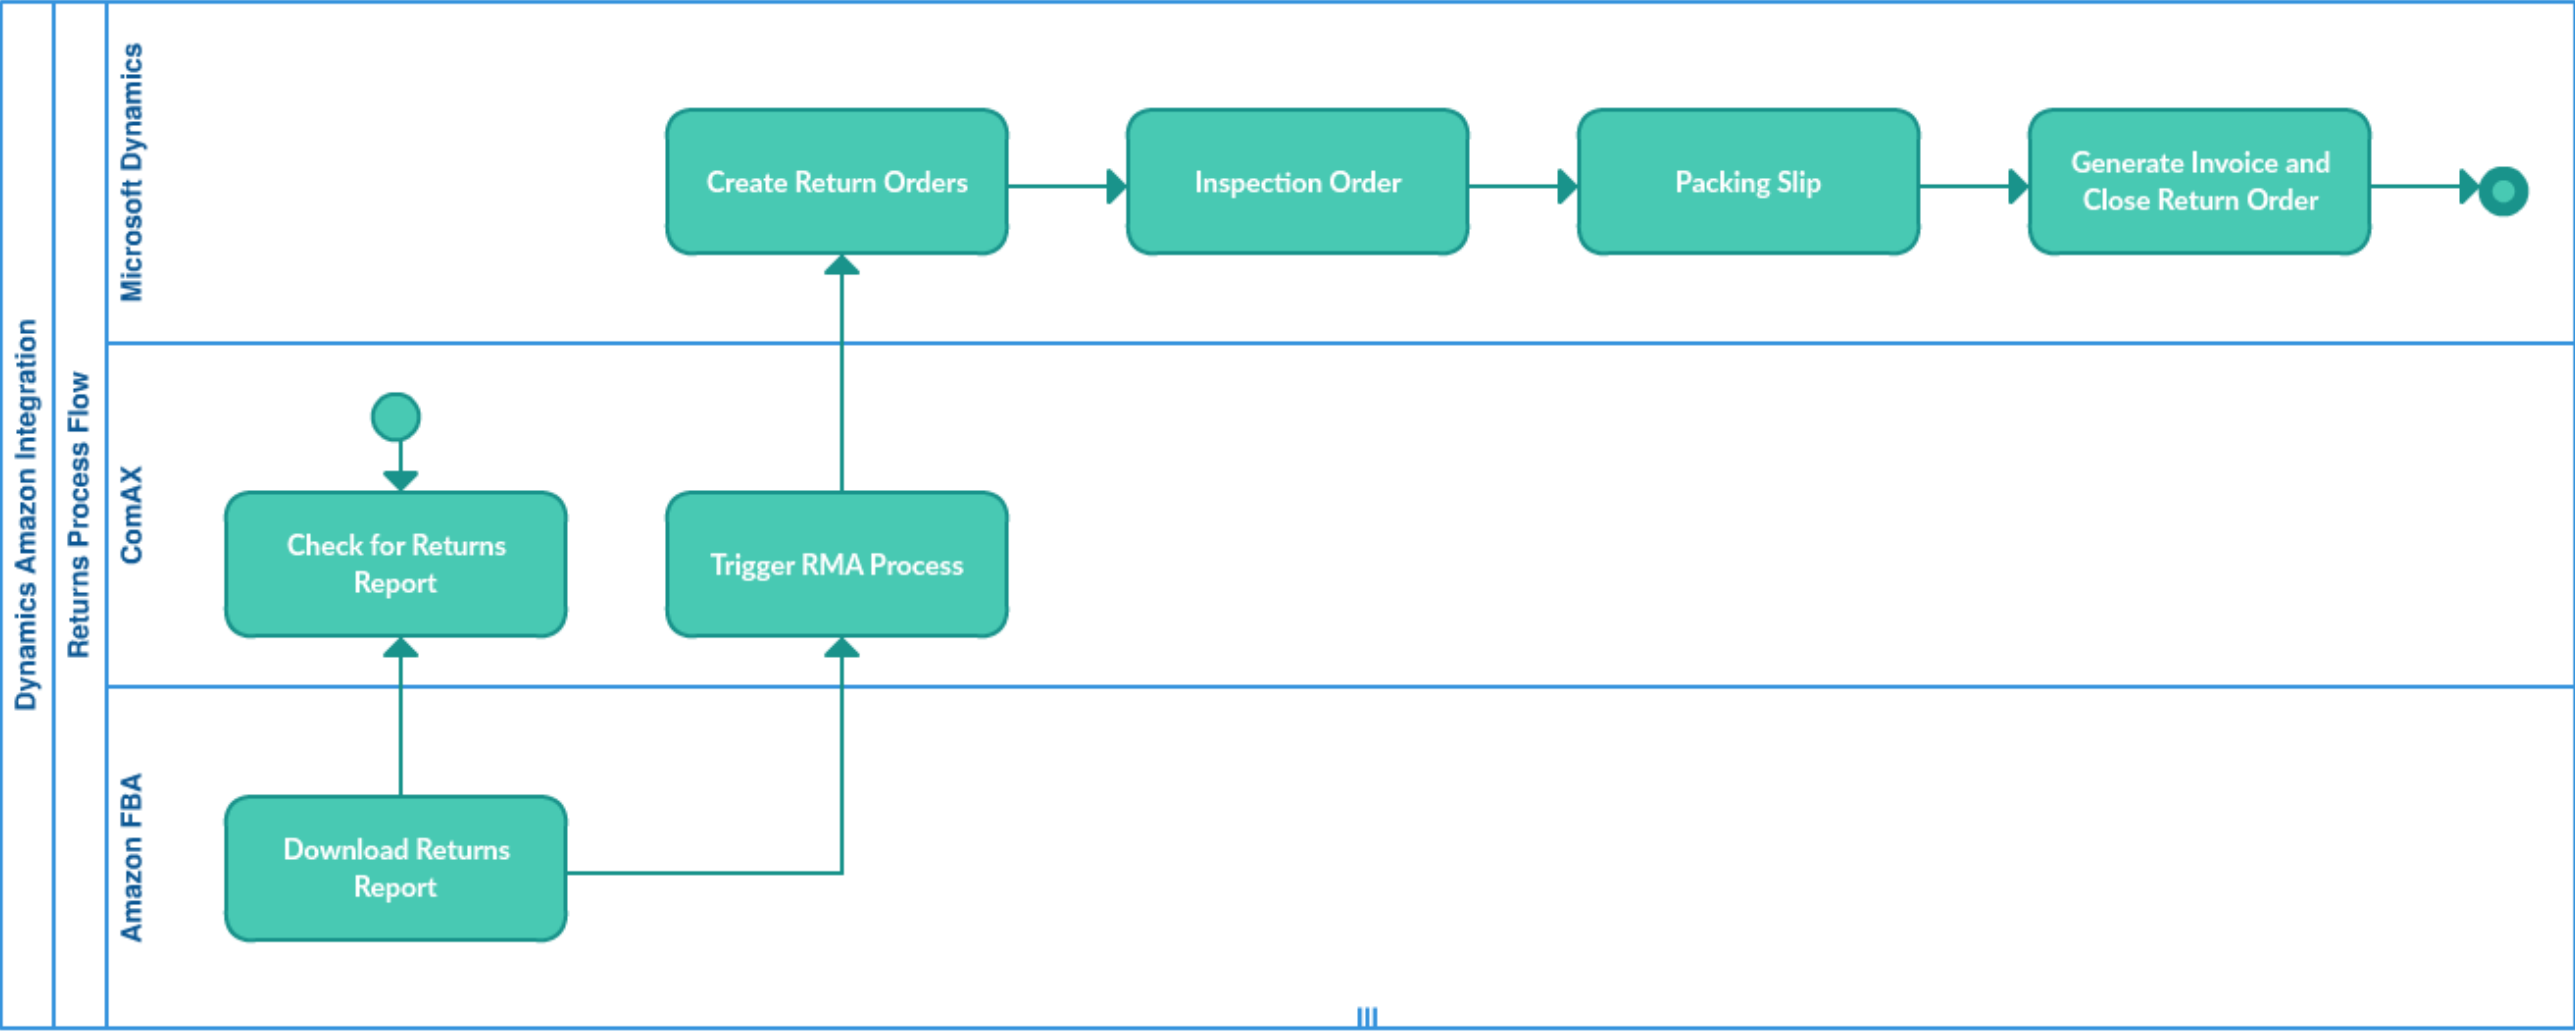 Dynamics Amazon Integration
Returns Process Flow
Microsoft Dynamics
Create Return Orders
Inspection Order
Packing Slip
Generate Invoice and
Close Return Order
ComAX
Check for Returns
Report
Trigger RMA Process
Amazon FBA
Download Returns
Report